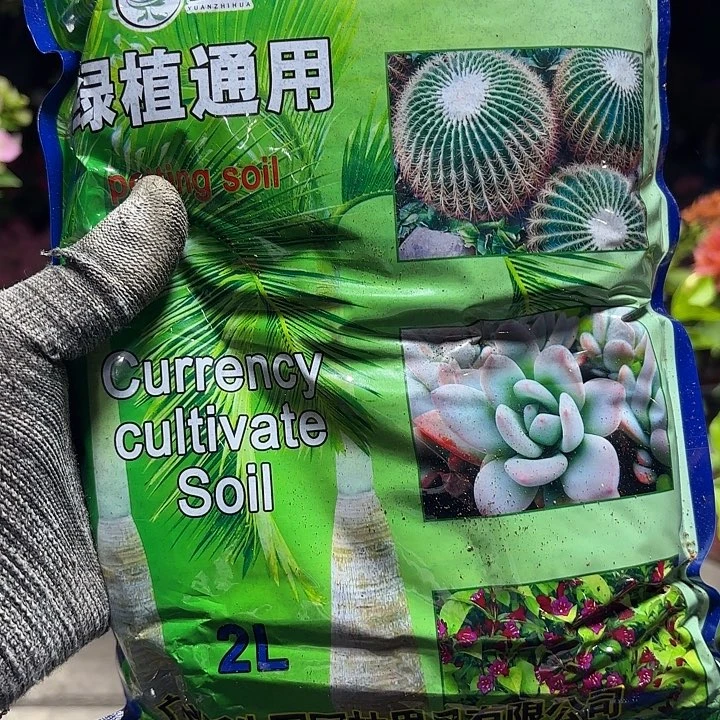 YUANZHIHUA
绿植通用
potting soil
Currency
cultivate
Soil
2L